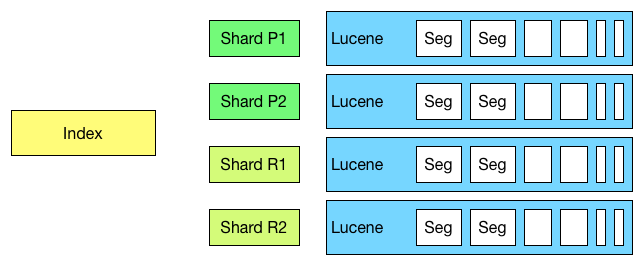 Shard P1 Lucene Seg Seg
Shard P2 Lucene Seg Seg
Index
Shard R1 Lucene Seg Seg
Shard R2 Lucene Seg Seg